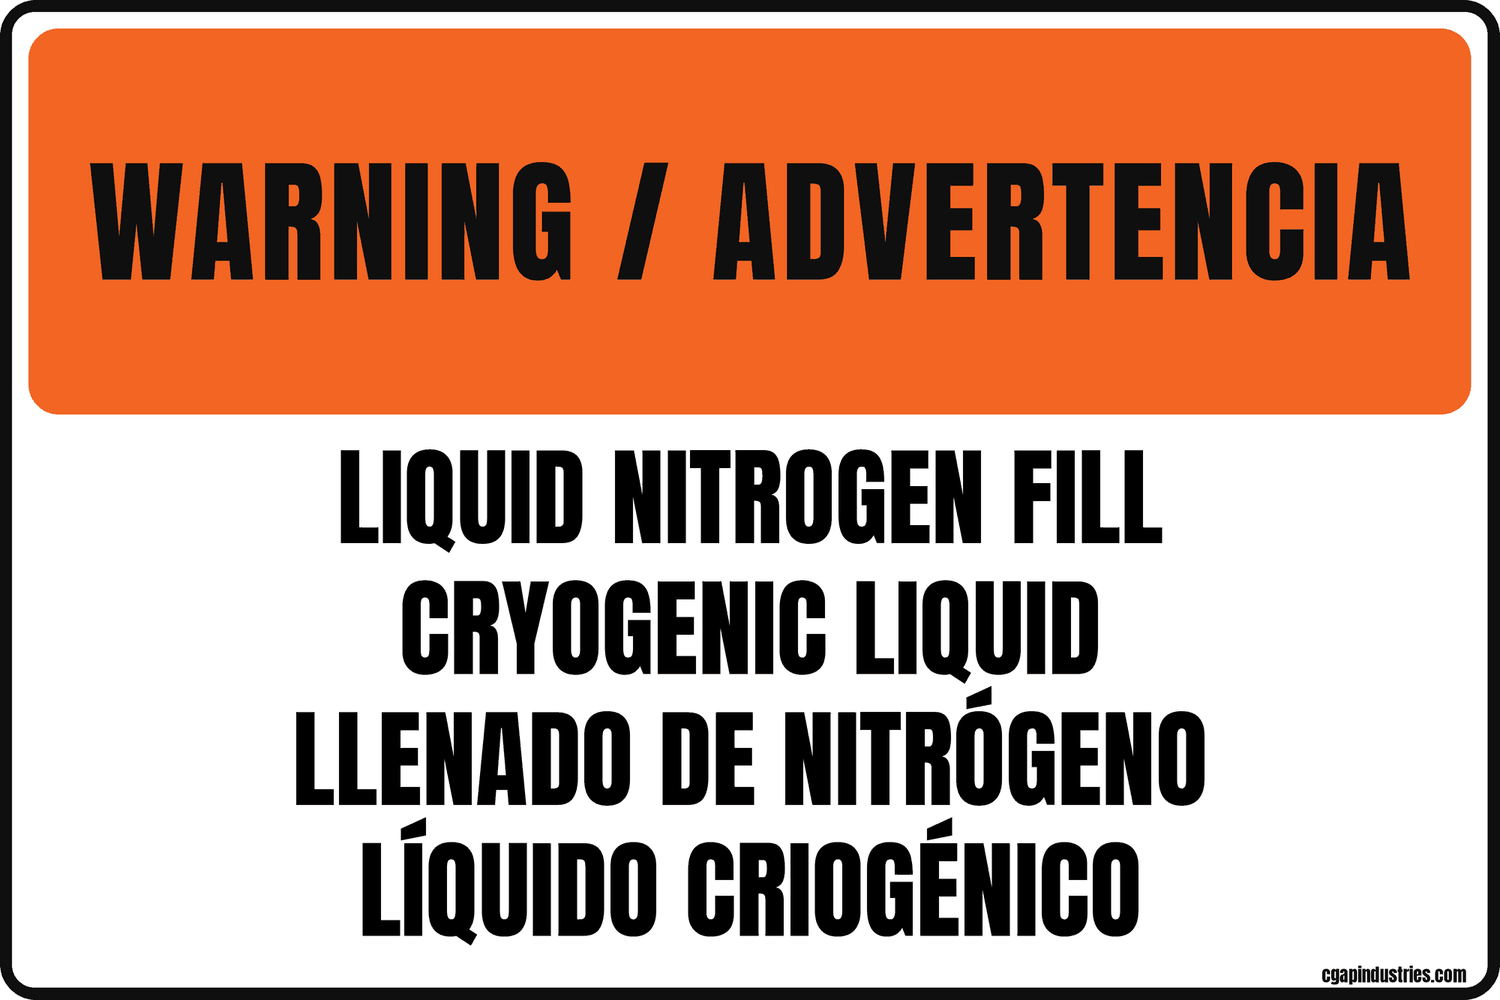 WARNING / ADVERTENCIA
LIQUID NITROGEN FILL
CRYOGENIC LIQUID
LLENADO DE NITRÓGENO
LÍQUIDO CRIOGÉNICO
cgapindustries.com